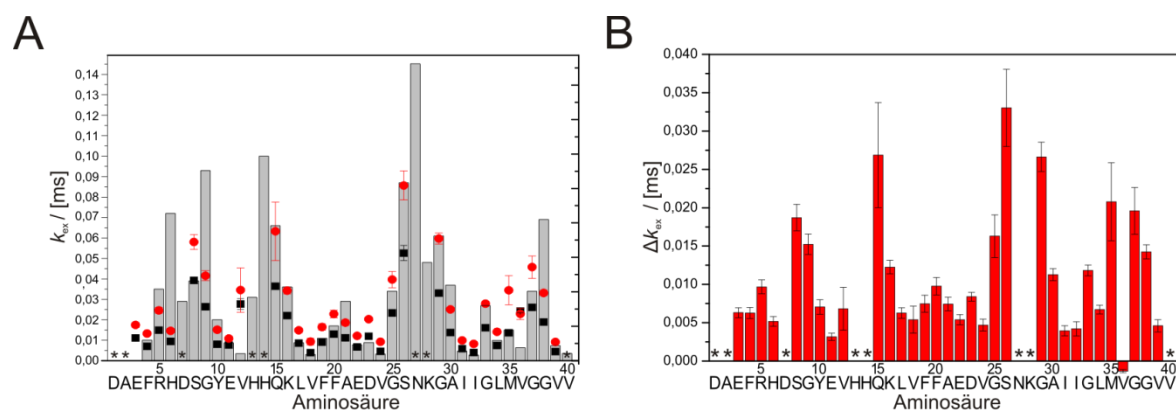 A
k_ex / [ms]
0,14
0,13
0,12
0,11
0,10
0,09
0,08
0,07
0,06
0,05
0,04
0,03
0,02
0,01
0,00
* * * * * * * *
5 10 15 20 25 30 35 40
DAEFRHDSGYEVHHQKLVFFAEDVGSNKGAIIGLMVGGVV
Aminosäure
B
Δk_ex / [ms]
0,040
0,035
0,030
0,025
0,020
0,015
0,010
0,005
0,000
* * * * * * * *
5 10 15 20 25 30 35 40
DAEFRHDSGYEVHHQKLVFFAEDVGSNKGAIIGLMVGGVV
Aminosäure